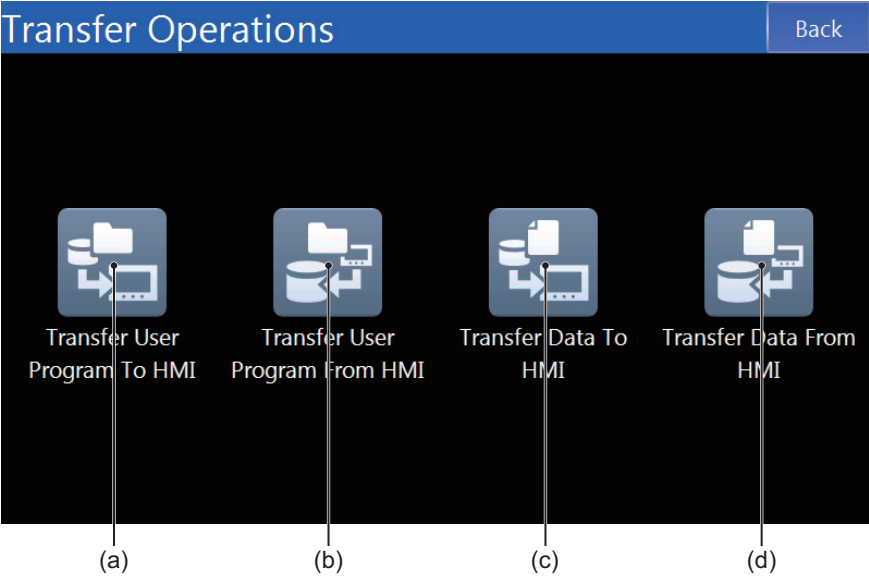 Transfer Operations
Back
Transfer User
Program To HMI
Transfer User
Program From HMI
Transfer Data To
HMI
Transfer Data From
HMI
(a)
(b)
(c)
(d)